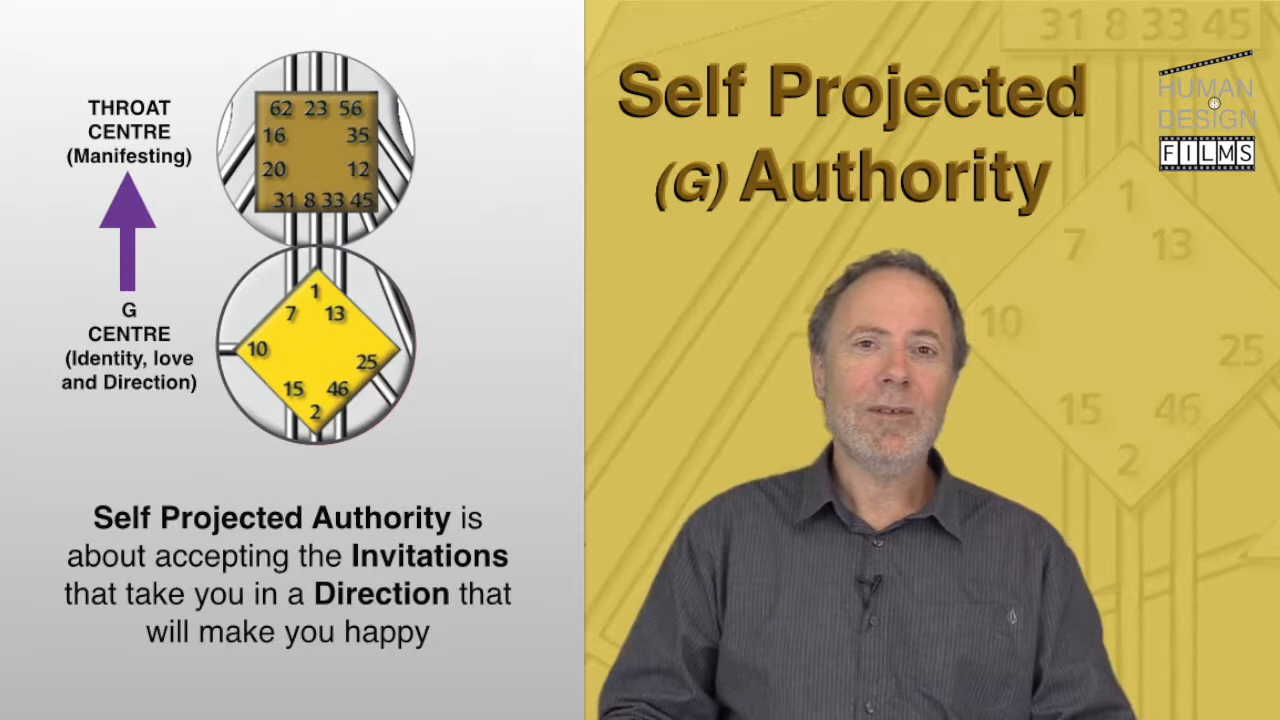 THROAT
CENTRE
(Manifesting)
62 23 56
16 35
20 12
31 8 33 45
G
CENTRE
(Identity, love
and Direction)
1
7 13
10
25
15 46
2
Self Projected Authority is
about accepting the Invitations
that take you in a Direction that
will make you happy
Self Projected
(G) Authority
HUMAN
DESIGN
FILMS
31 8 33 45
1
7 13
10
25
15 46
2